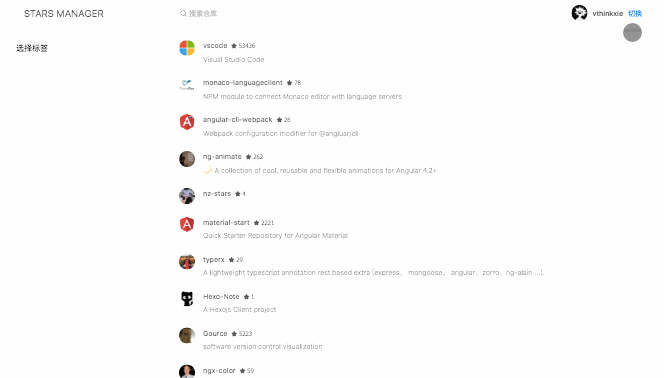 STARS MANAGER
搜索仓库
vthinkxie 切换
选择标签
vscode ★ 53436
Visual Studio Code
monaco-languageclient ★ 78
NPM module to connect Monaco editor with language servers
angular-cli-webpack ★ 26
Webpack configuration modifier for @angluar/cli
ng-animate ★ 262
🌙 A collection of cool, reusable and flexible animations for Angular 4.2+
nz-stars ★ 4
material-start ★ 2221
Quick Starter Repository for Angular Material
typerx ★ 29
A lightweight typescript annotation rest based extra (express、 mongoose、 angular、zorro、ng-alain ...).
Hexo-Note ★ 1
A Hexojs Client project
Gource ★ 5223
software version control visualization
ngx-color ★ 59